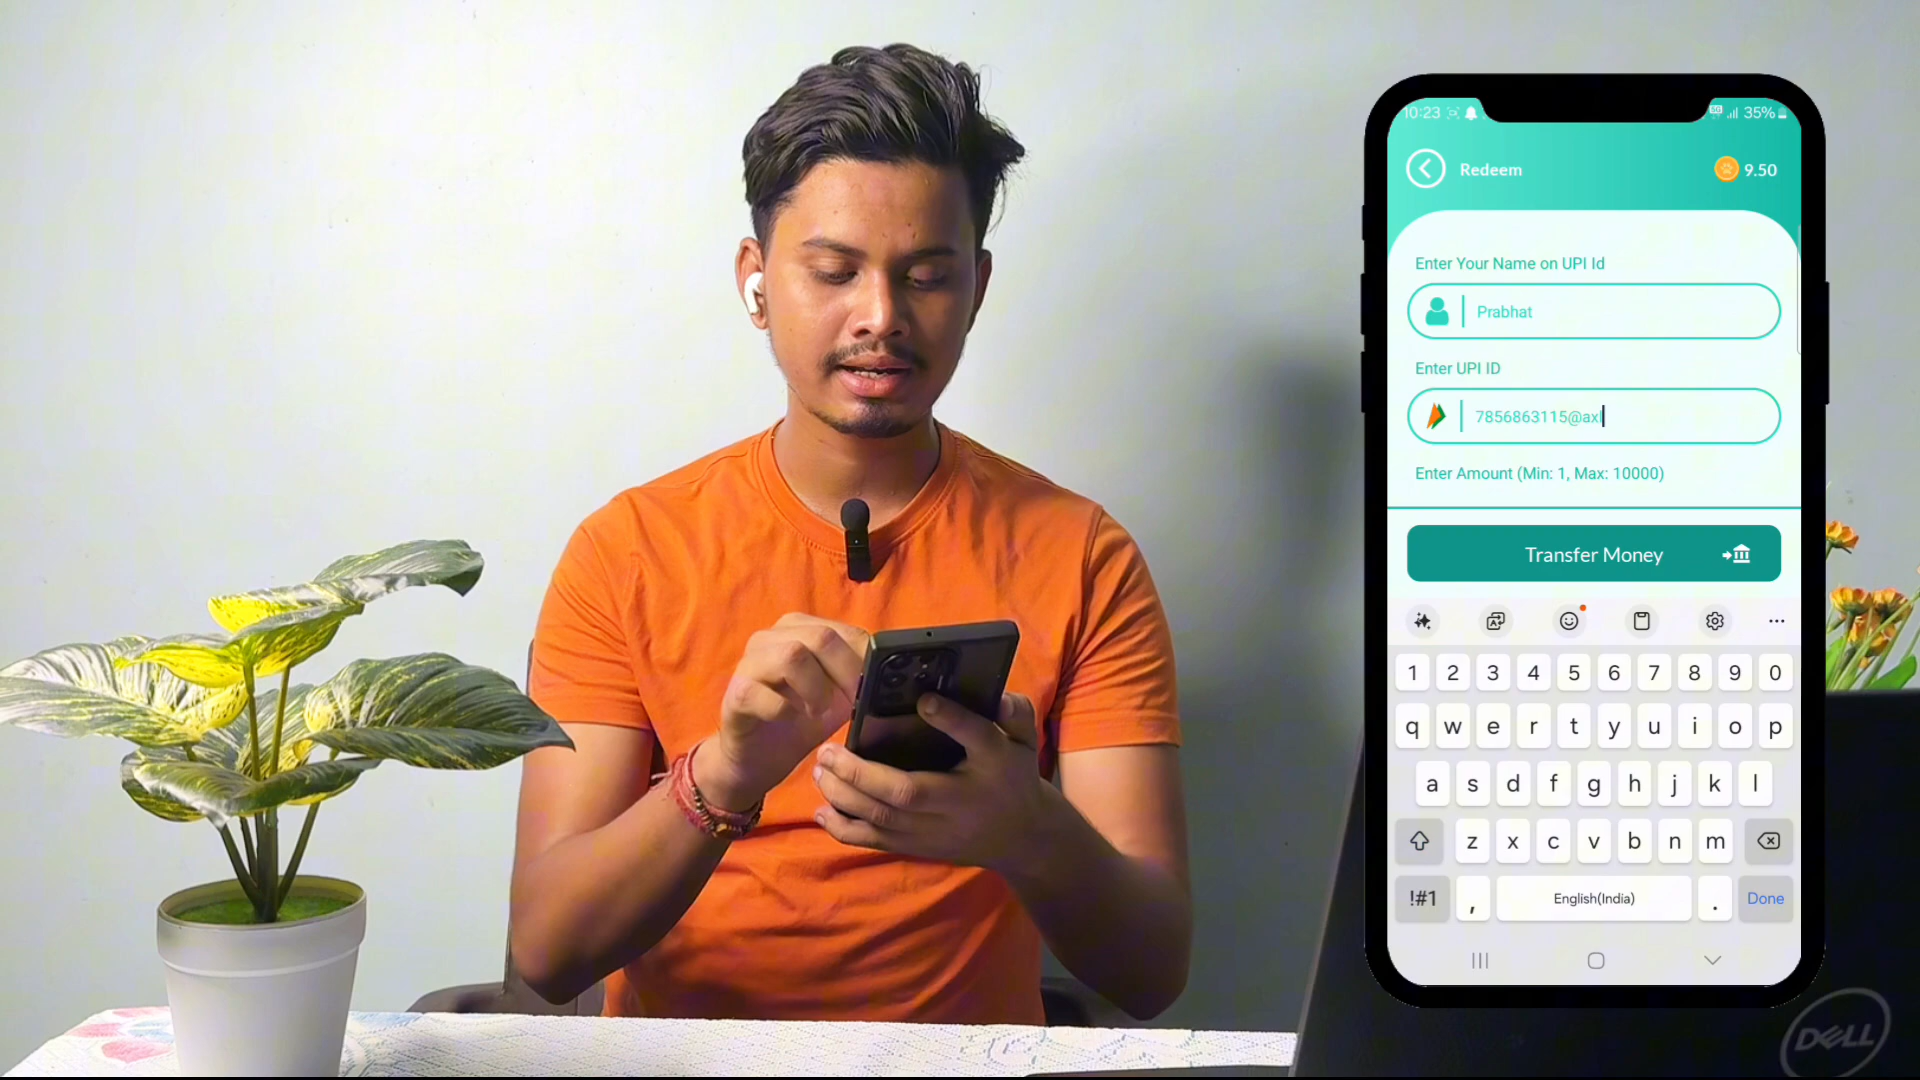 10:23
5G
35%
Redeem
9.50
Enter Your Name on UPI Id
Prabhat
Enter UPI ID
7856863115@axl
Enter Amount (Min: 1, Max: 10000)
Transfer Money
1 2 3 4 5 6 7 8 9 0
q w e r t y u i o p
a s d f g h j k l
z x c v b n m
!#1 , English(India) . Done
DELL